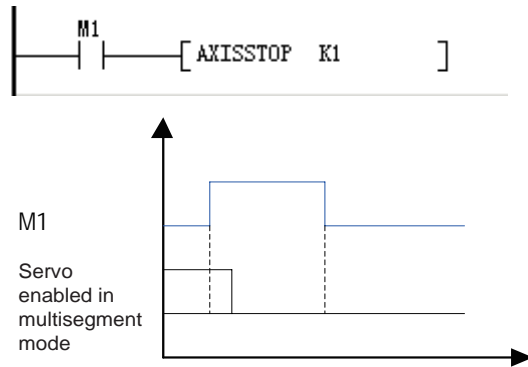 M1
[ AXISSTOP K1 ]
M1
Servo
enabled in
multisegment
mode